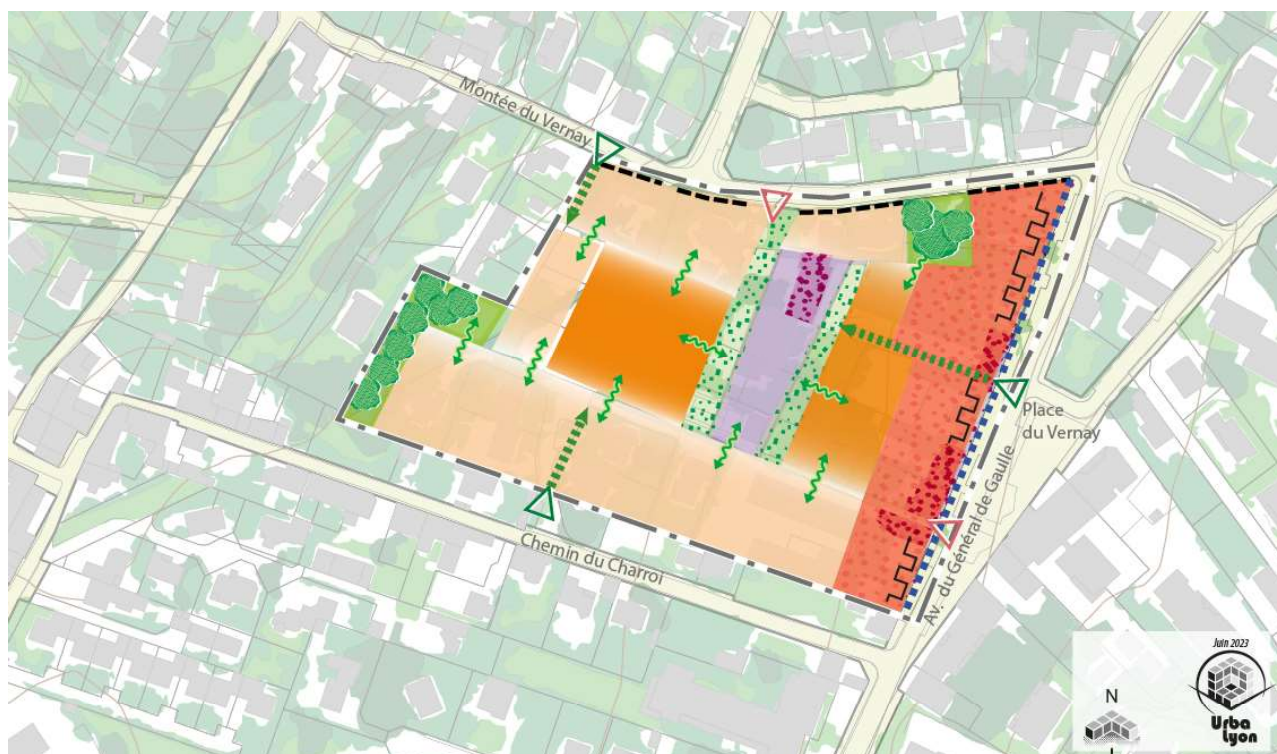 Montée du Vernay
Place
du Vernay
Av. du Général de Gaulle
Chemin du Charroi
Juin 2023
N
Urba
Lyon